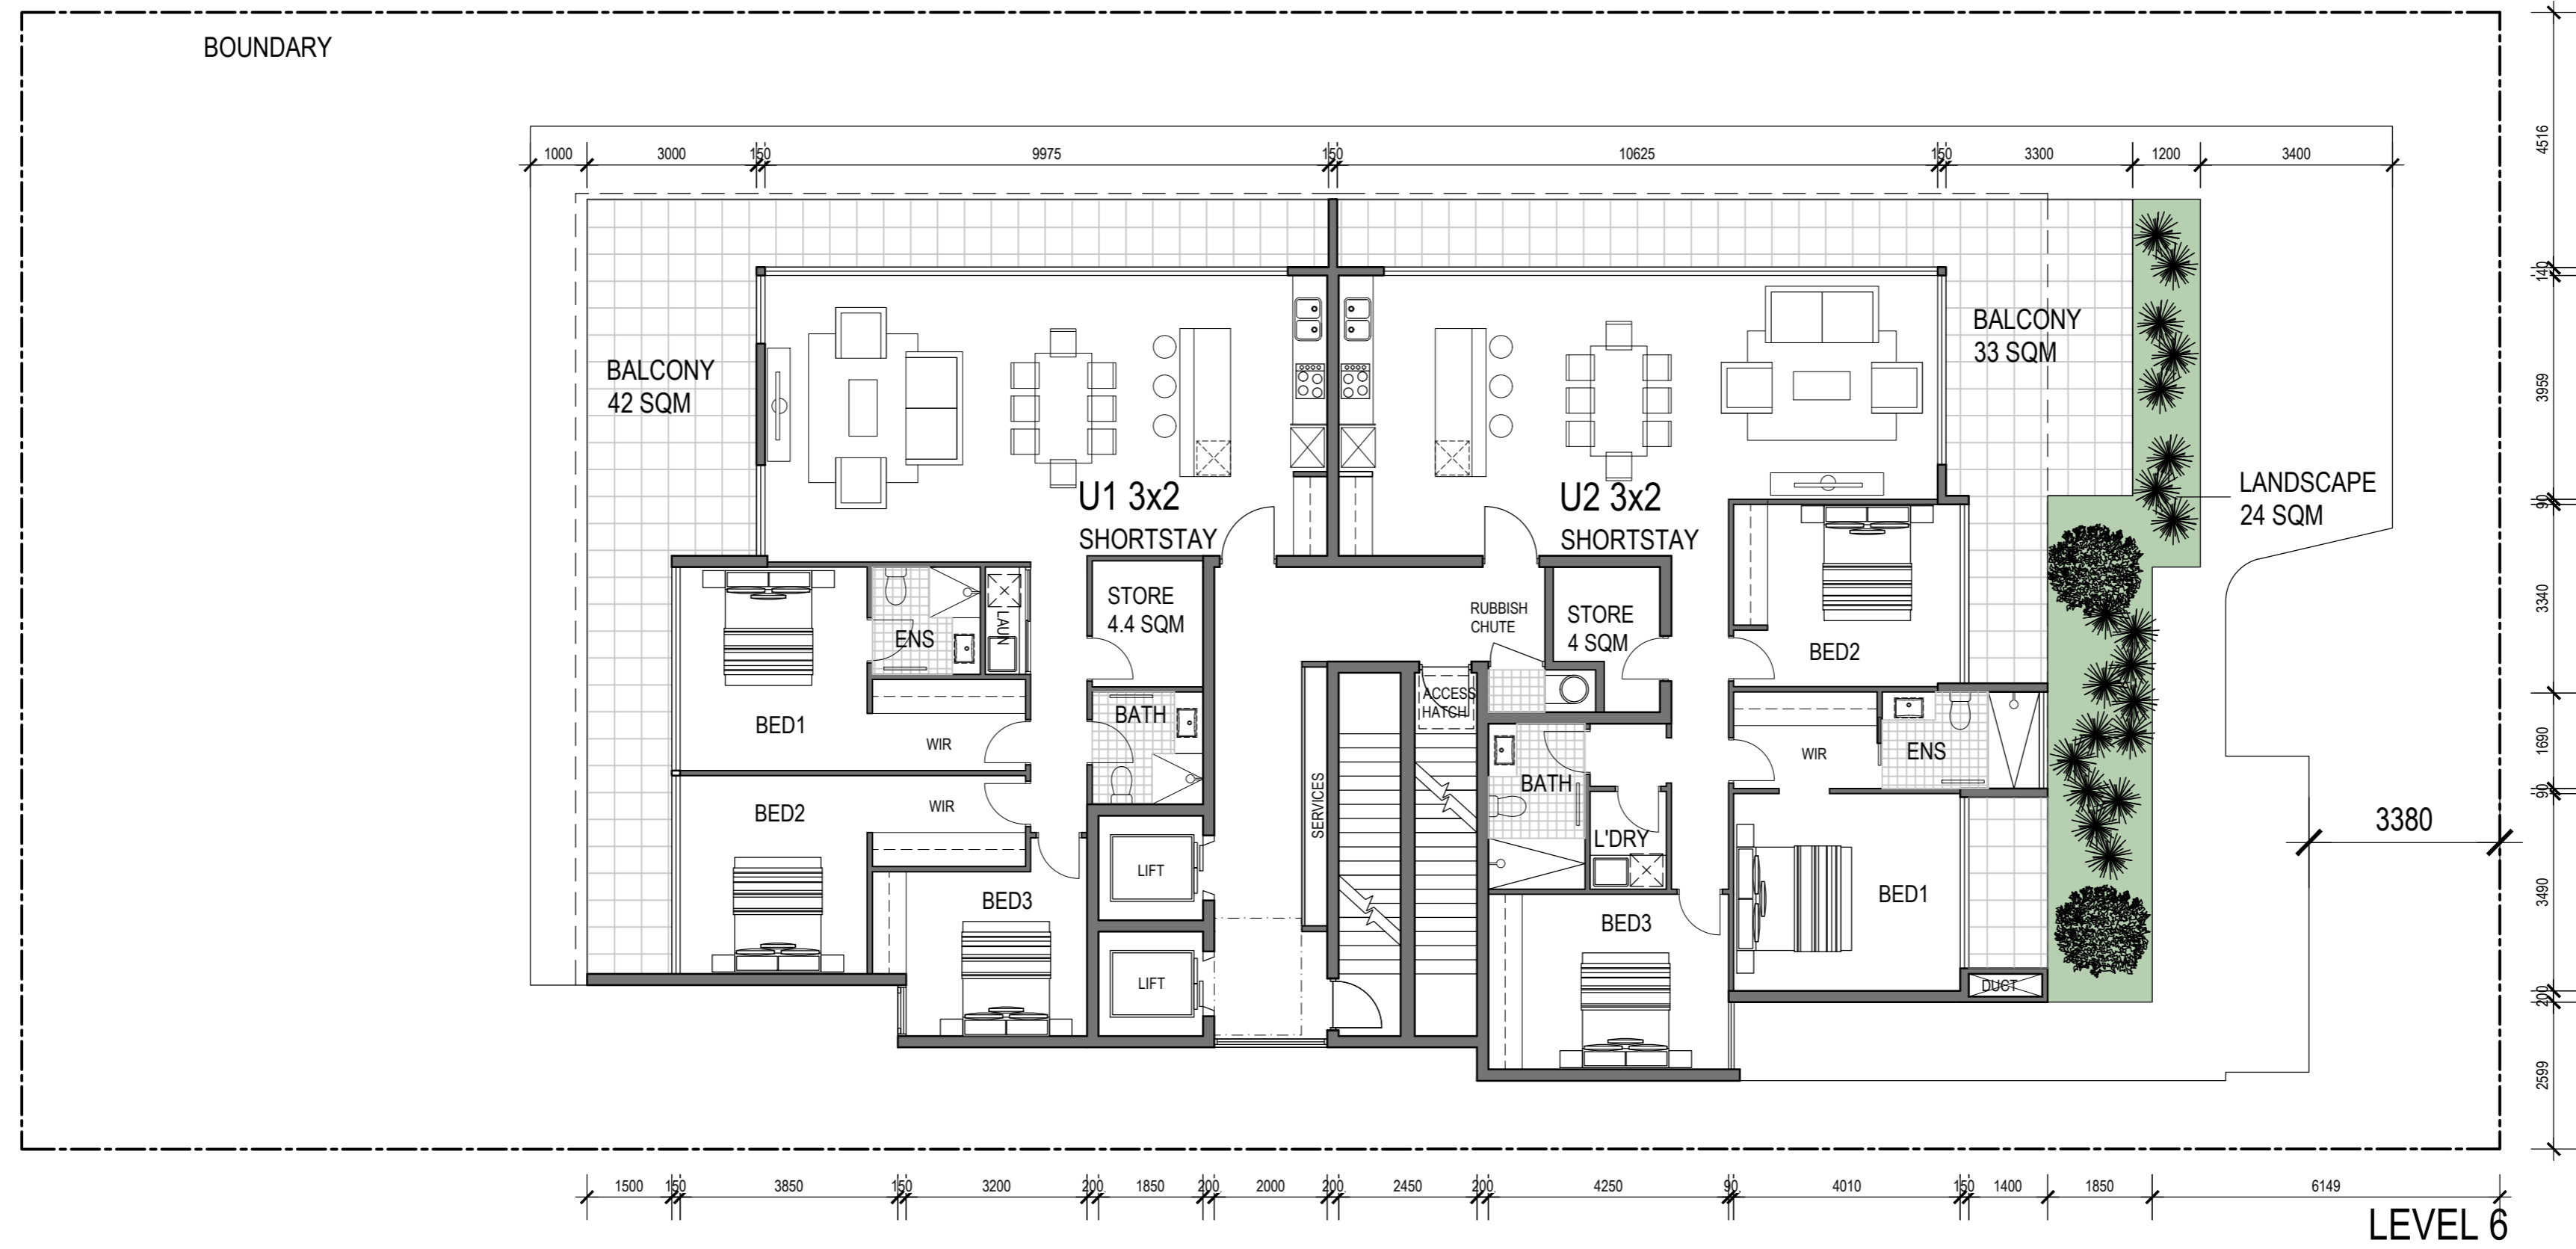 BOUNDARY
1000
3000
150
9975
150
10625
150
3300
1200
3400
4516
140
3959
90
3340
1690
90
3490
200
2599
BALCONY
42 SQM
BALCONY
33 SQM
LANDSCAPE
24 SQM
U1 3x2
SHORTSTAY
U2 3x2
SHORTSTAY
ENS
LAUN
STORE
4.4 SQM
RUBBISH
CHUTE
STORE
4 SQM
BED2
BED1
WIR
BATH
ACCESS
HATCH
WIR
ENS
BED2
WIR
SERVICES
BATH
L'DRY
LIFT
BED3
BED3
BED1
LIFT
DUCT
3380
1500
150
3850
150
3200
200
1850
200
2000
200
2450
200
4250
90
4010
150
1400
1850
6149
LEVEL 6